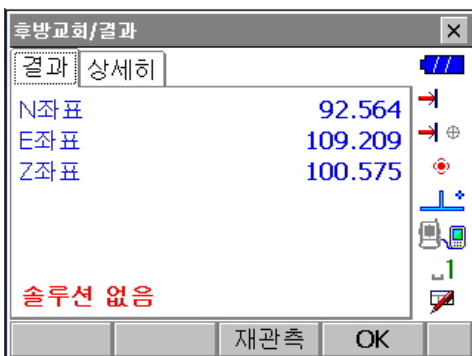 후방교회/결과
결과 상세히
N좌표 92.564
E좌표 109.209
Z좌표 100.575
솔루션 없음
1
재관측 OK